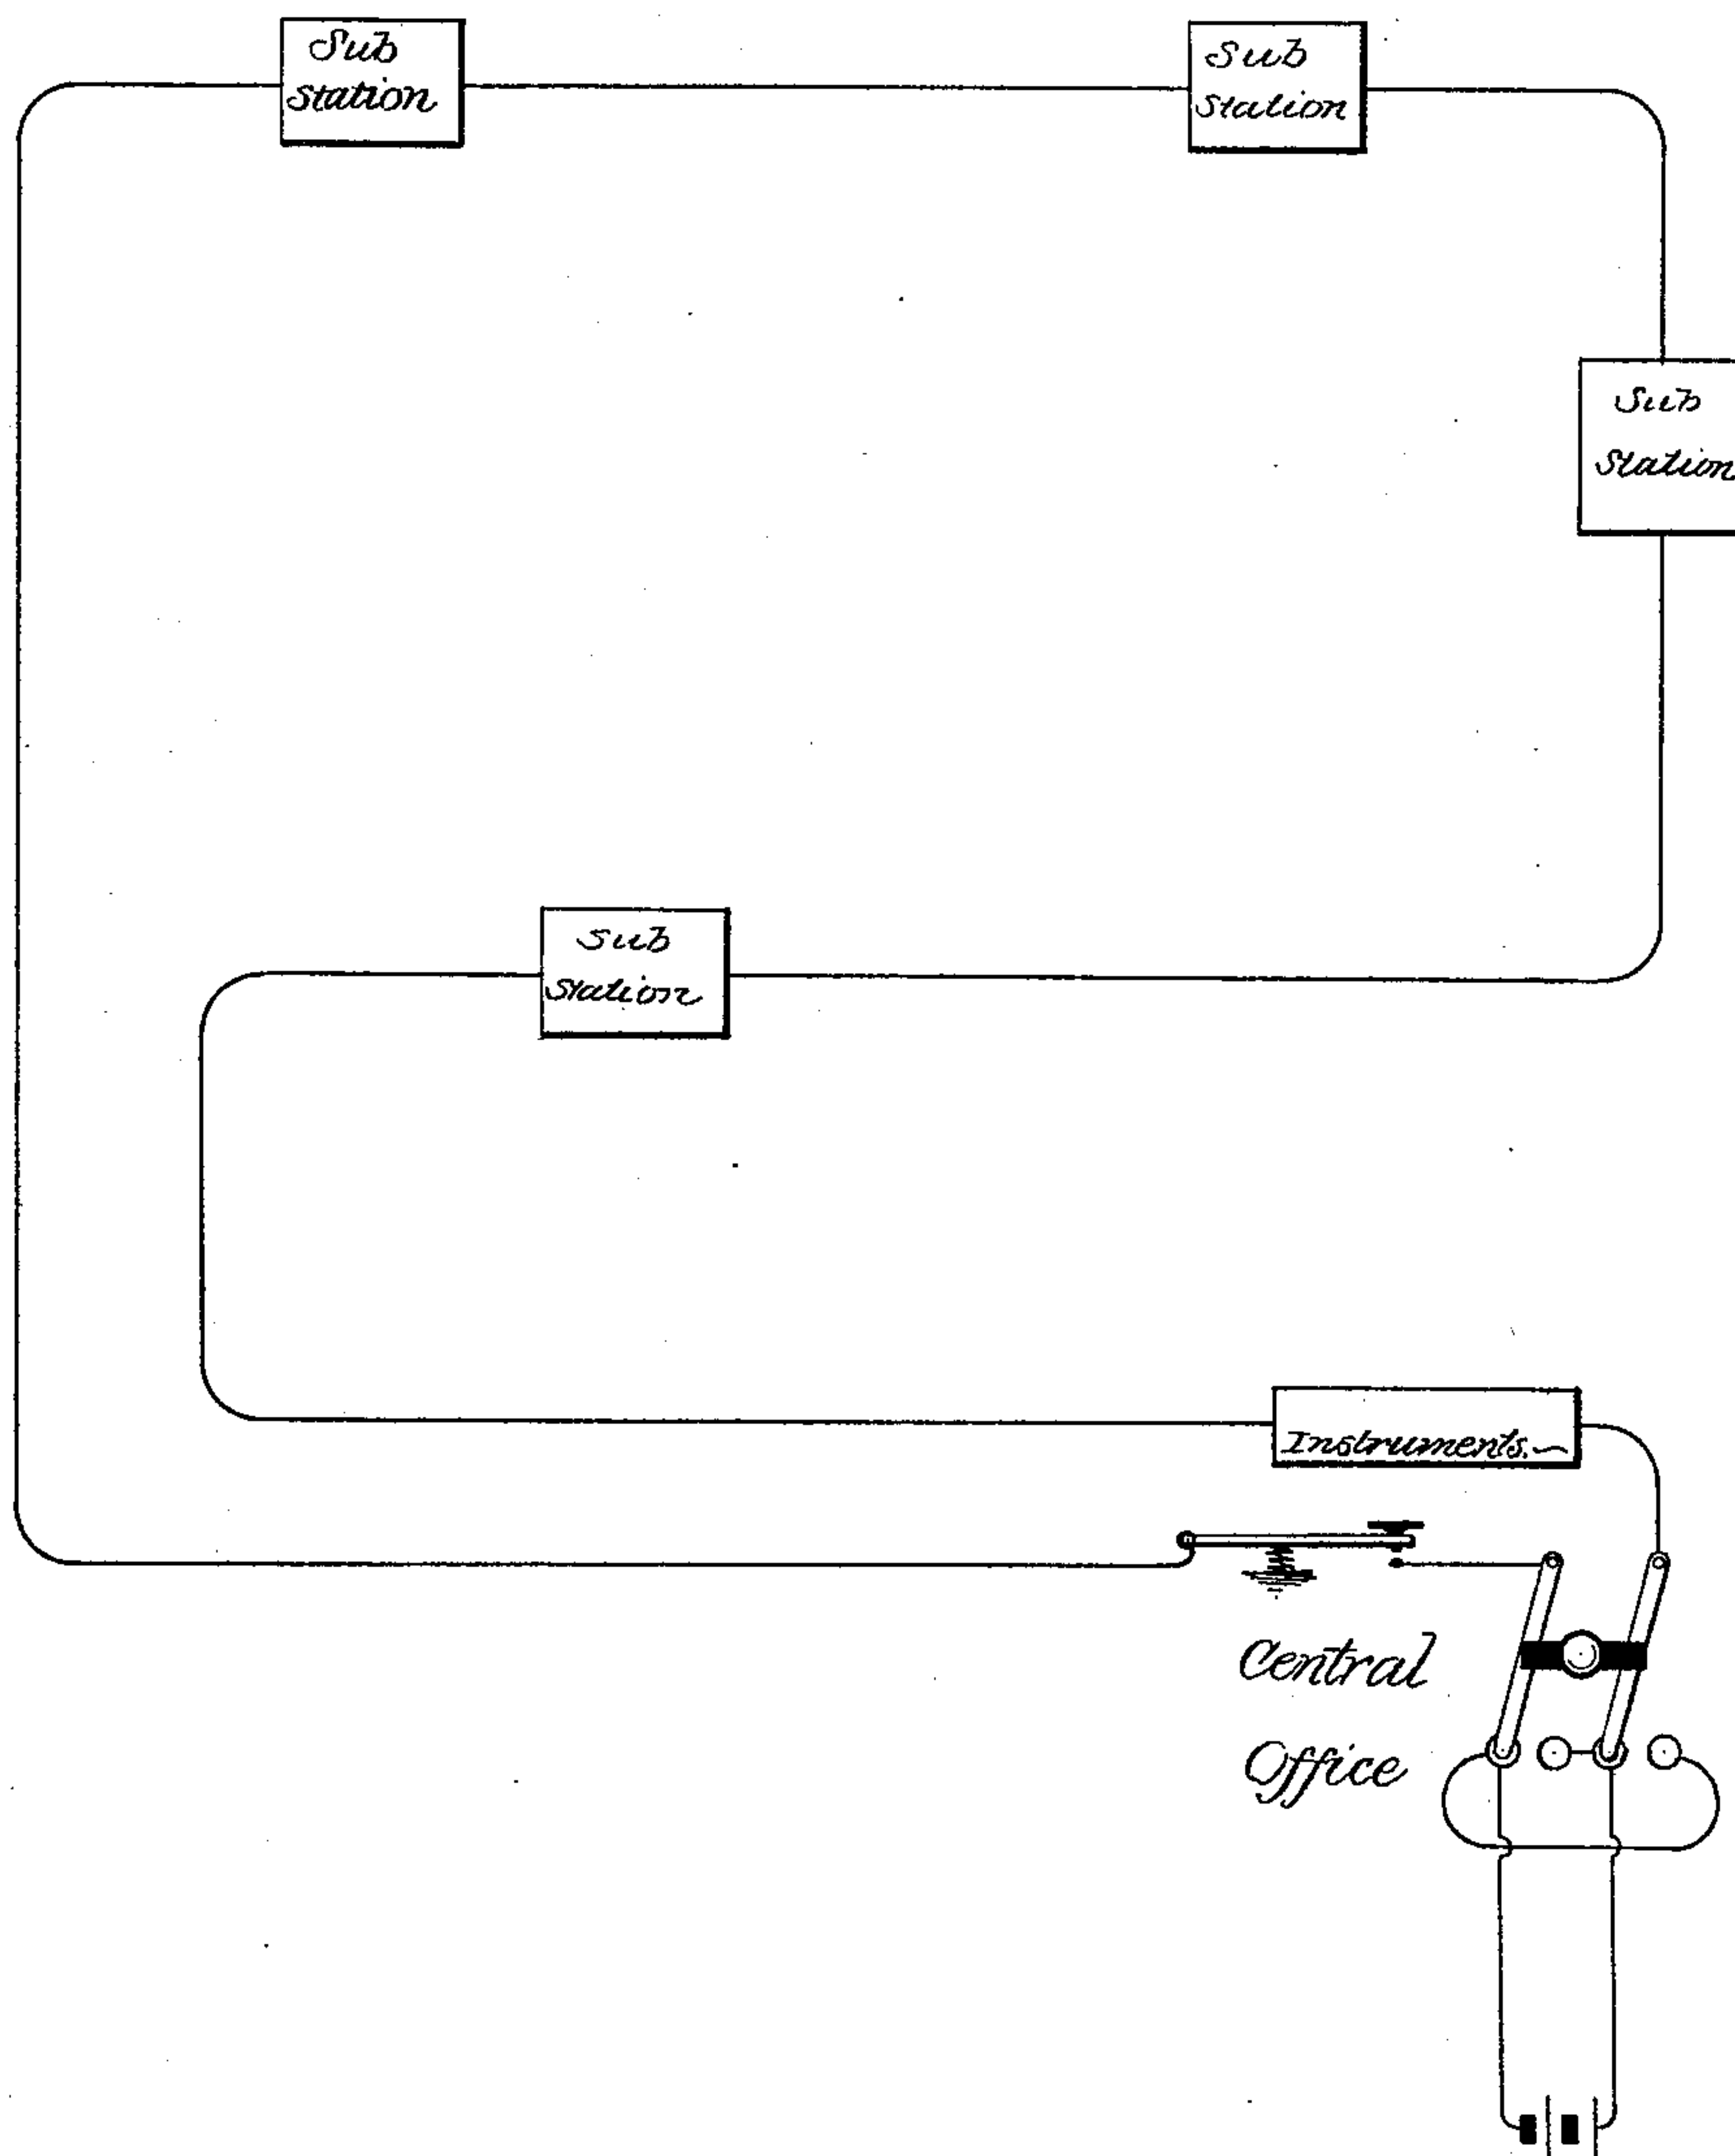 Sub
Station
Sub
Station
Sub
Station
Sub
Station
Instruments.
Central
Office